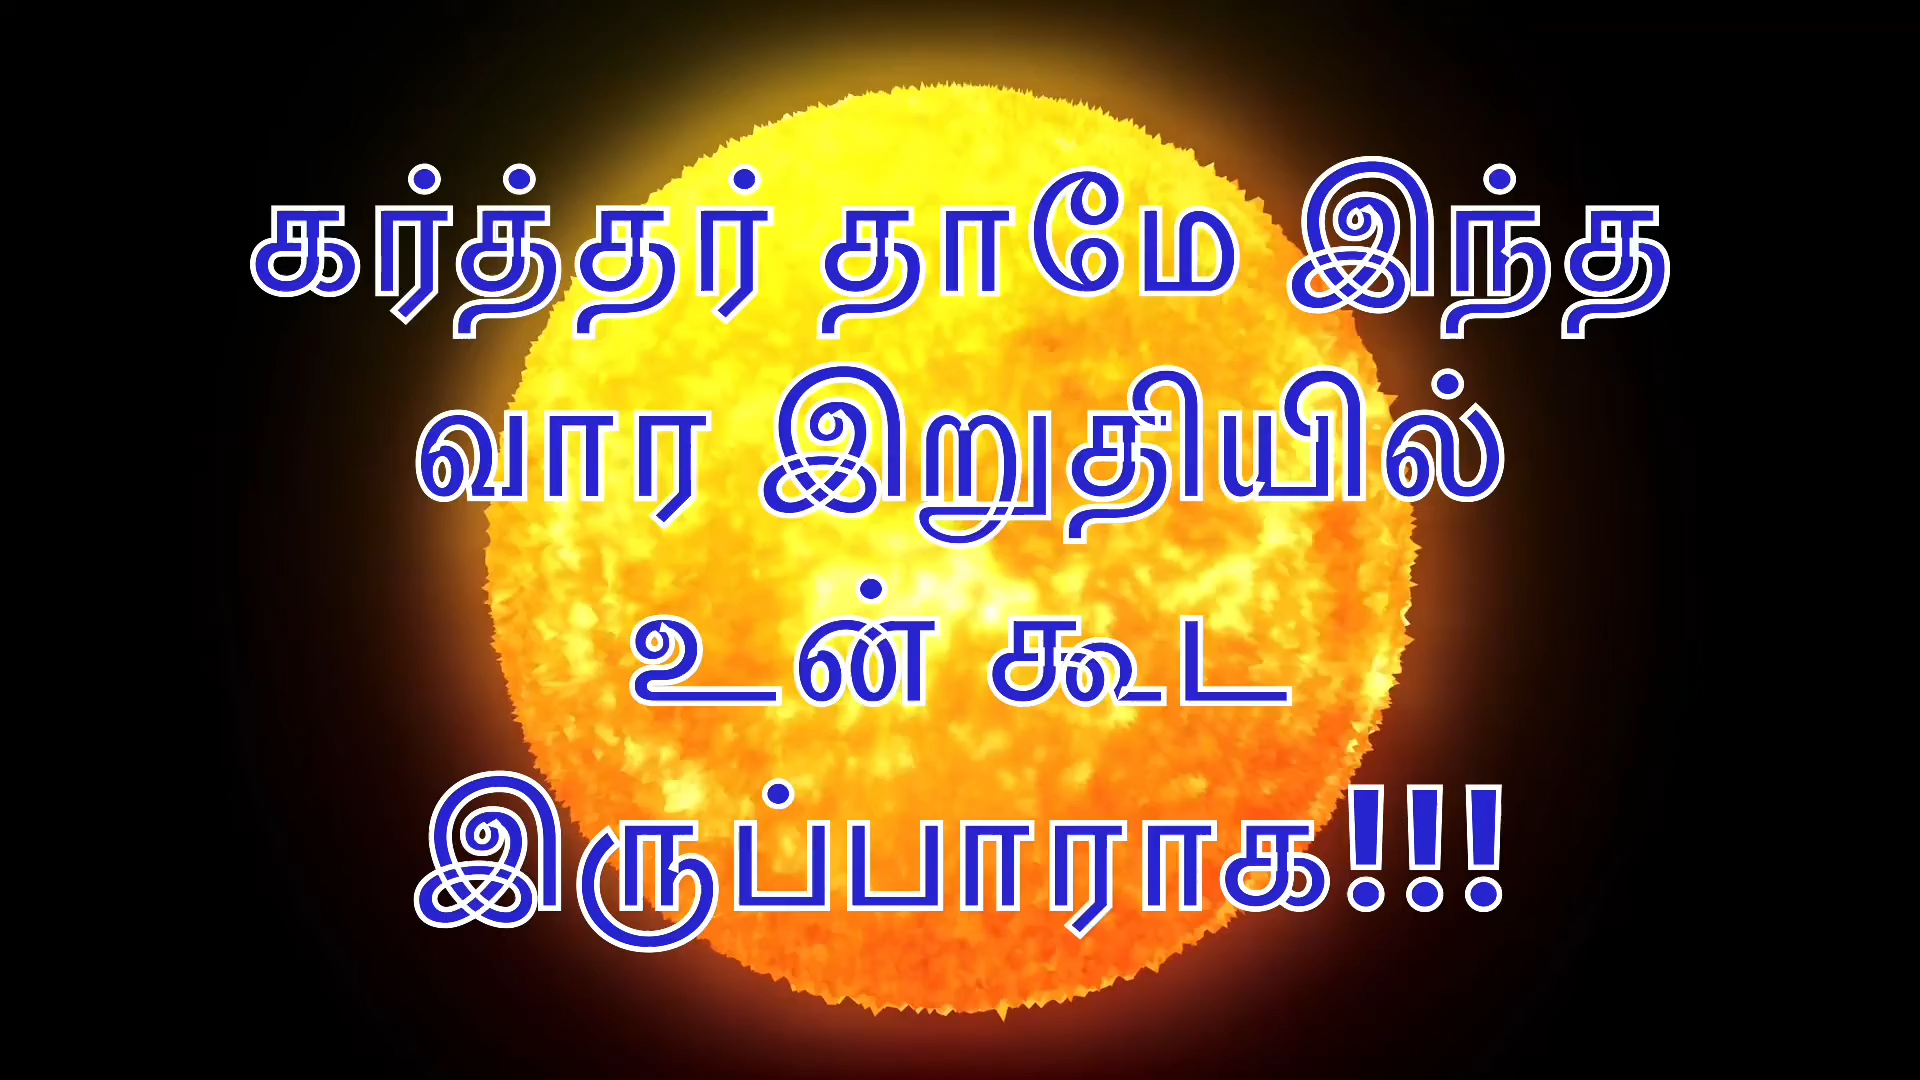 கர்த்தர் தாமே இந்த
வார இறுதியில்
உன் கூட
இருப்பாராக!!!